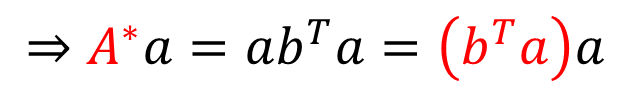 ⇒ A*a = abᵀa = (bᵀa)a